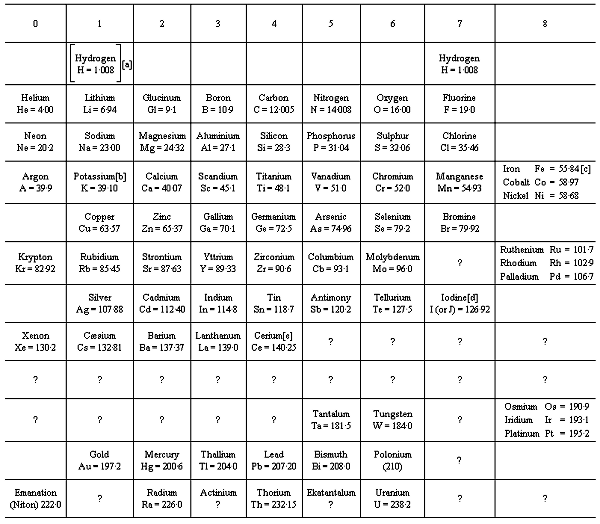 0 1 2 3 4 5 6 7 8
Hydrogen Hydrogen
H = 1·008 [a] H = 1·008
Helium Lithium Glucinum Boron Carbon Nitrogen Oxygen Fluorine
He = 4·00 Li = 6·94 Gl = 9·1 B = 10·9 C = 12·005 N = 14·008 O = 16·00 F = 19·0
Neon Sodium Magnesium Aluminium Silicon Phosphorus Sulphur Chlorine
Ne = 20·2 Na = 23·00 Mg = 24·32 Al = 27·1 Si = 28·3 P = 31·04 S = 32·06 Cl = 35·46
Argon Potassium[b] Calcium Scandium Titanium Vanadium Chromium Manganese Iron Fe = 55·84 [c]
A = 39·9 K = 39·10 Ca = 40·07 Sc = 45·1 Ti = 48·1 V = 51·0 Cr = 52·0 Mn = 54·93 Cobalt Co = 58·97
Nickel Ni = 58·68
Copper Zinc Gallium Germanium Arsenic Selenium Bromine
Cu = 63·57 Zn = 65·37 Ga = 70·1 Ge = 72·5 As = 74·96 Se = 79·2 Br = 79·92
Krypton Rubidium Strontium Yttrium Zirconium Columbium Molybdenum ? Ruthenium Ru = 101·7
Kr = 82·92 Rb = 85·45 Sr = 87·63 Y = 89·33 Zr = 90·6 Cb = 93·1 Mo = 96·0 Rhodium Rh = 102·9
Palladium Pd = 106·7
Silver Cadmium Indium Tin Antimony Tellurium Iodine[d]
Ag = 107·88 Cd = 112·40 In = 114·8 Sn = 118·7 Sb = 120·2 Te = 127·5 I (or J) = 126·92
Xenon Cæsium Barium Lanthanum Cerium[e] ? ? ? ?
Xe = 130·2 Cs = 132·81 Ba = 137·37 La = 139·0 Ce = 140·25
? ? ? ? ? ? ? ? ?
? ? ? ? ? Tantalum Tungsten ? Osmium Os = 190·9
Ta = 181·5 W = 184·0 Iridium Ir = 193·1
Platinum Pt = 195·2
Gold Mercury Thallium Lead Bismuth Polonium ?
Au = 197·2 Hg = 200·6 Tl = 204·0 Pb = 207·20 Bi = 208·0 (210)
Emanation ? Radium Actinium Thorium Ekatantalum Uranium ? ?
(Niton) 222·0 Ra = 226·0 ? Th = 232·15 ? U = 238·2